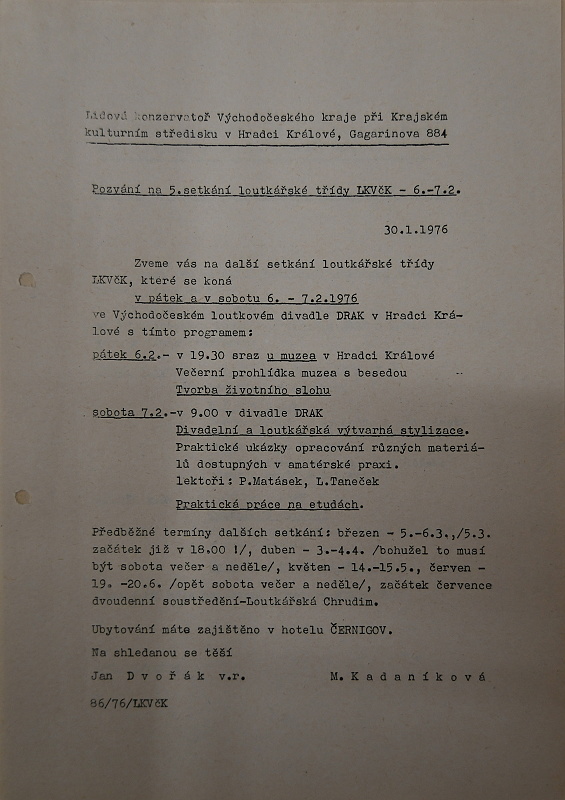 Lidová konzervatoř Východočeského kraje při Krajském
kulturním středisku v Hradci Králové, Gagarinova 884
Pozvání na 5.setkání loutkářské třídy LKVČK - 6.-7.2.
30.1.1976
Zveme vás na další setkání loutkářské třídy
LKVČK, které se koná
v pátek a v sobotu 6. - 7.2.1976
ve Východočeském loutkovém divadle DRAK v Hradci Krá-
lové s tímto programem:
pátek 6.2.- v 19.30 sraz u muzea v Hradci Králové
Večerní prohlídka muzea s besedou
Tvorba životního slohu
sobota 7.2.-v 9.00 v divadle DRAK
Divadelní a loutkářská výtvarná stylizace.
Praktické ukázky opracování různých materiá-
lů dostupných v amatérské praxi.
lektoři: P.Matásek, L.Taneček
Praktická práce na etudách.
Předběžné termíny dalších setkání: březen - 5.-6.3.,/5.3.
začátek již v 18.00 !/, duben - 3.-4.4. /bohužel to musí
být sobota večer a neděle/, květen - 14.-15.5., červen -
19. -20.6. /opět sobota večer a neděle/, začátek července
dvoudenní soustředění-Loutkářská Chrudim.
Ubytování máte zajištěno v hotelu ČERNIGOV.
Na shledanou se těší
Jan D v o ř á k v.r. M. K a d a n í k o v á
86/76/LKVČK